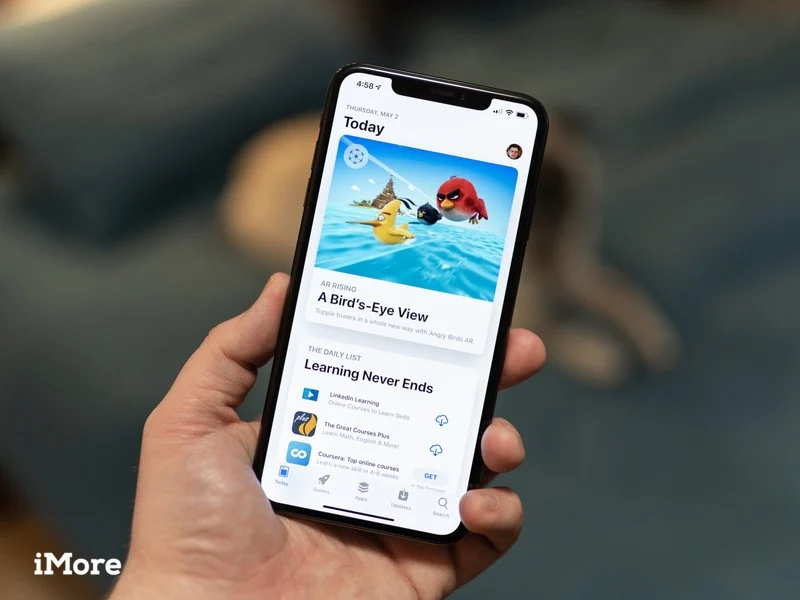 4:58
THURSDAY, MAY 2
Today
AR RISING
A Bird's-Eye View
Topple towers in a whole new way with Angry Birds AR.
THE DAILY LIST
Learning Never Ends
LinkedIn Learning
Online Courses to Learn Skills
plus
The Great Courses Plus
Learn Math, English & More!
Coursera: Top online courses
Learn a new skill in 4-6 weeks
GET
Today
Games
Apps
Updates
Search
iMore